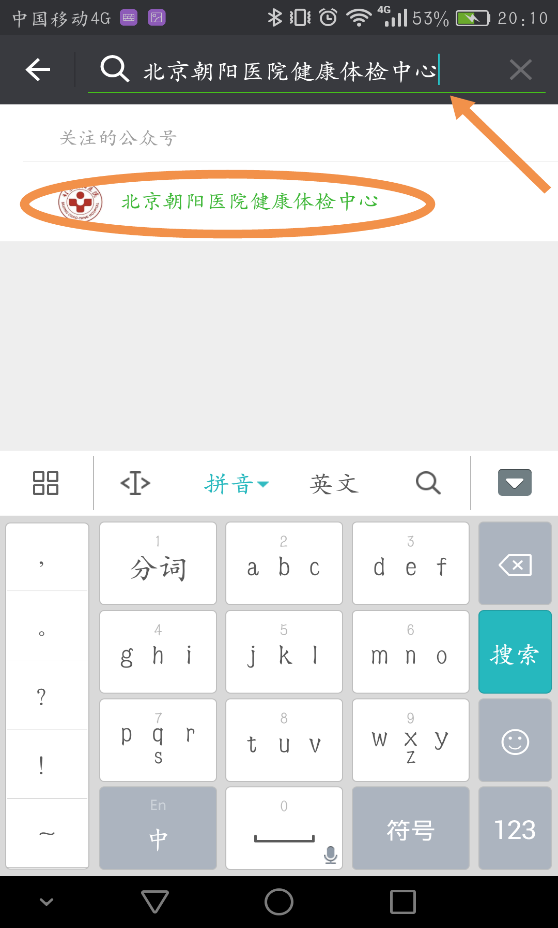 中国移动4G 4G 53% 20:10
北京朝阳医院健康体检中心
关注的公众号
北京朝阳医院健康体检中心
拼音 英文
, 1 分词 2 a b c 3 d e f
。 4 g h i 5 j k l 6 m n o 搜索
? 7 p q r s 8 t u v 9 w x y z
!
~ En 中 0 符号 123